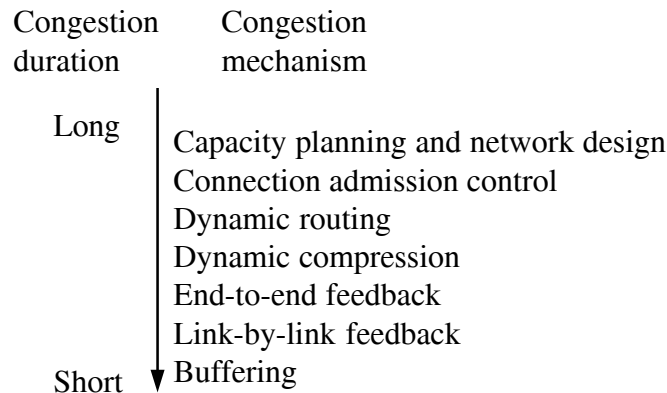 Congestion duration
Congestion mechanism
Long
Capacity planning and network design
Connection admission control
Dynamic routing
Dynamic compression
End-to-end feedback
Link-by-link feedback
Buffering
Short